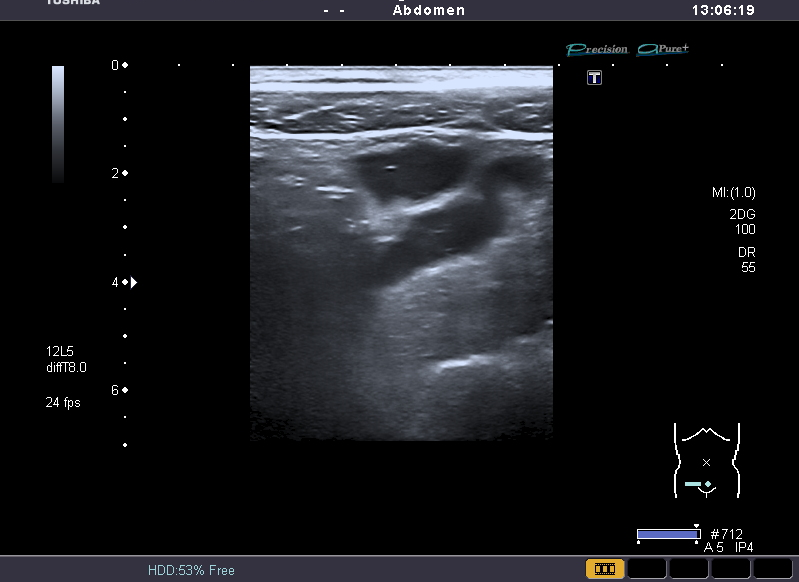 TOSHIBA
- - Abdomen 13:06:19
Precision APure+
T
0
2
4
6
MI:(1.0)
2DG
100
DR
55
12L5
diffT8.0
24 fps
#712
A 5 IP4
HDD:53% Free